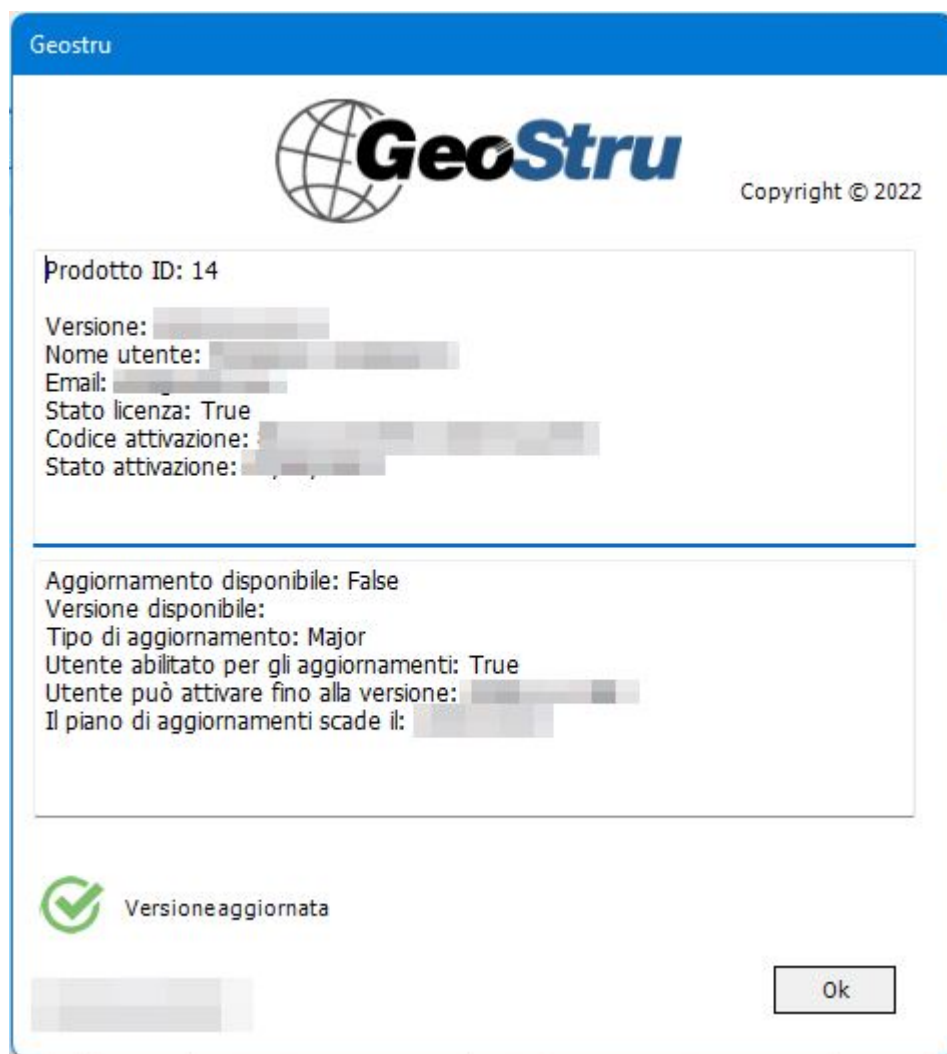 Geostru
GeoStru
Copyright © 2022
Prodotto ID: 14
Versione:
Nome utente:
Email:
Stato licenza: True
Codice attivazione:
Stato attivazione:
Aggiornamento disponibile: False
Versione disponibile:
Tipo di aggiornamento: Major
Utente abilitato per gli aggiornamenti: True
Utente può attivare fino alla versione:
Il piano di aggiornamenti scade il:
Versione aggiornata
Ok